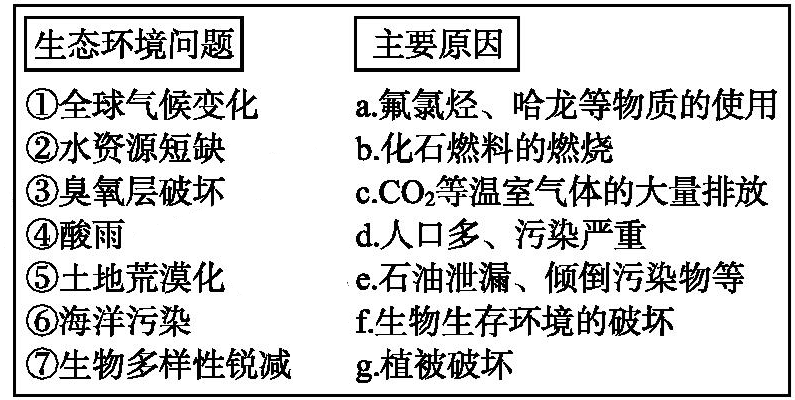 生态环境问题 主要原因
①全球气候变化 a.氟氯烃、哈龙等物质的使用
②水资源短缺 b.化石燃料的燃烧
③臭氧层破坏 c.CO₂等温室气体的大量排放
④酸雨 d.人口多、污染严重
⑤土地荒漠化 e.石油泄漏、倾倒污染物等
⑥海洋污染 f.生物生存环境的破坏
⑦生物多样性锐减 g.植被破坏